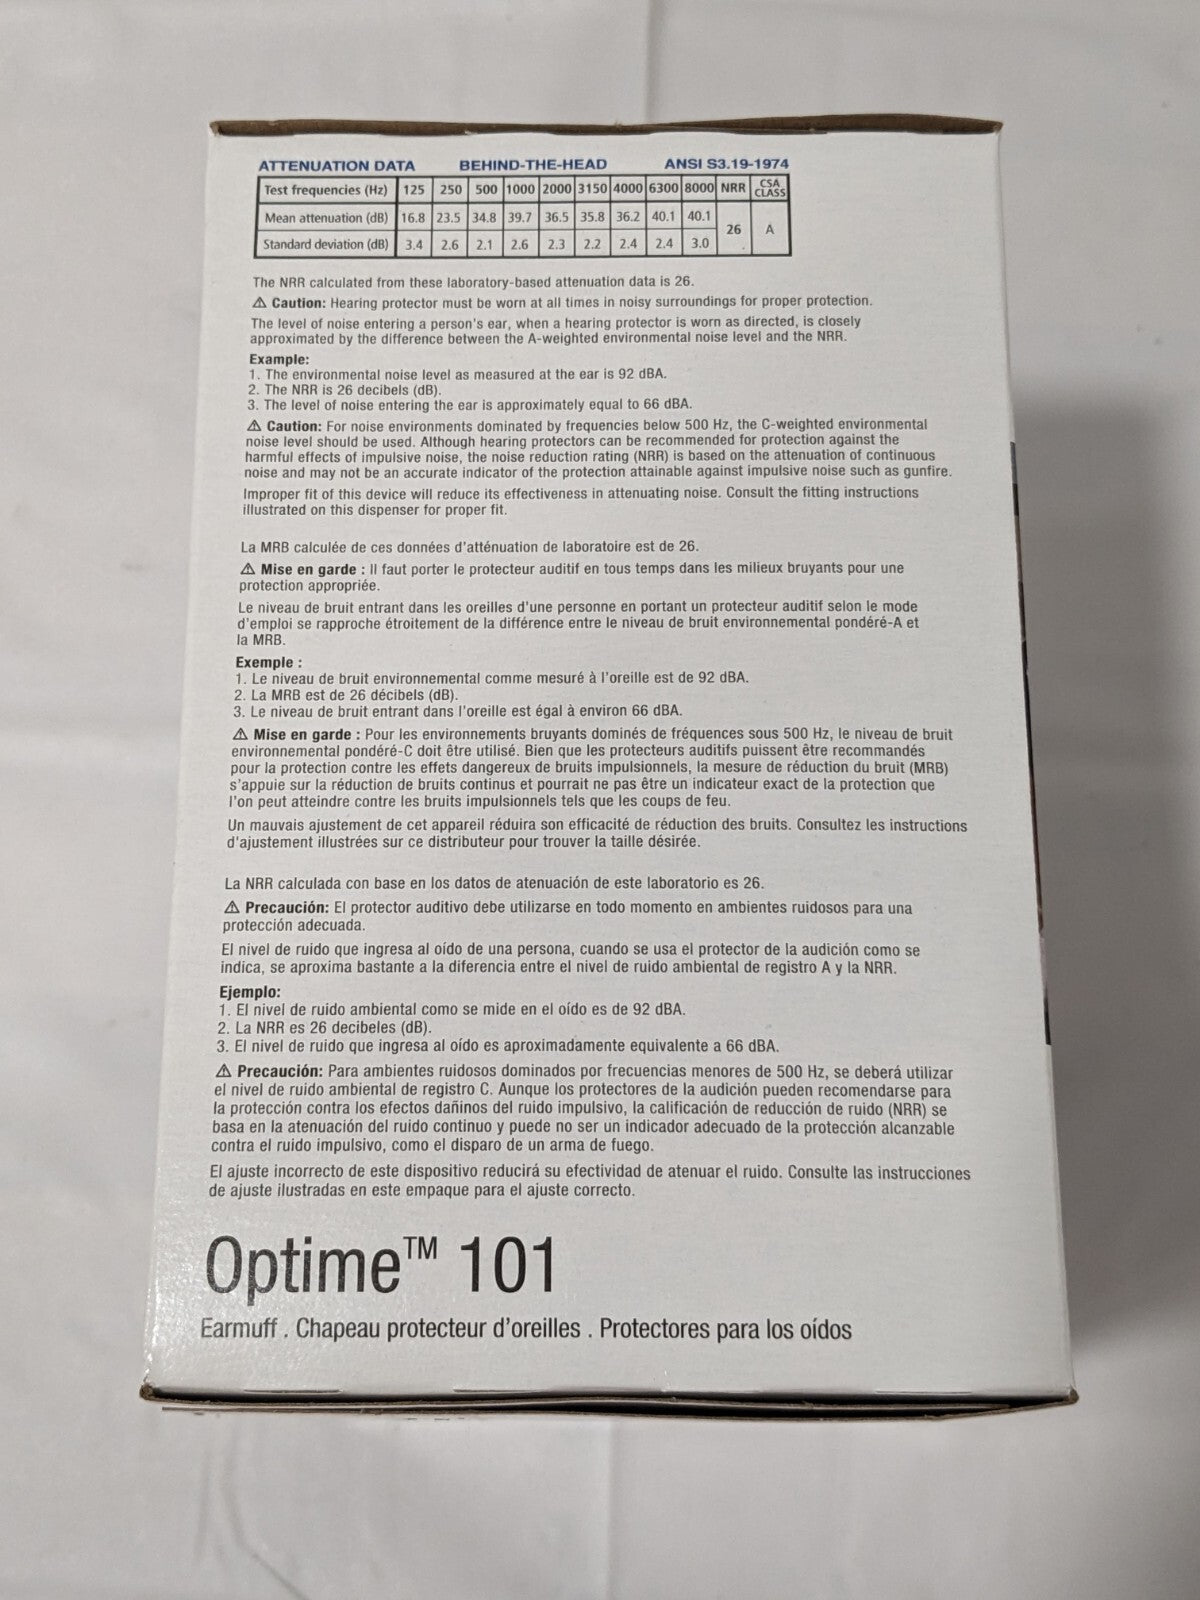 ATTENUATION DATA BEHIND-THE-HEAD ANSI S3.19-1974
Test frequencies (Hz) 125 250 500 1000 2000 3150 4000 6300 8000 NRR CSA CLASS
Mean attenuation (dB) 16.8 23.5 34.8 39.7 36.5 35.8 36.2 40.1 40.1 26 A
Standard deviation (dB) 3.4 2.6 2.1 2.6 2.3 2.2 2.4 2.4 3.0
The NRR calculated from these laboratory-based attenuation data is 26.
⚠ Caution: Hearing protector must be worn at all times in noisy surroundings for proper protection.
The level of noise entering a person's ear, when a hearing protector is worn as directed, is closely
approximated by the difference between the A-weighted environmental noise level and the NRR.
Example:
1. The environmental noise level as measured at the ear is 92 dBA.
2. The NRR is 26 decibels (dB).
3. The level of noise entering the ear is approximately equal to 66 dBA.
⚠ Caution: For noise environments dominated by frequencies below 500 Hz, the C-weighted environmental
noise level should be used. Although hearing protectors can be recommended for protection against the
harmful effects of impulsive noise, the noise reduction rating (NRR) is based on the attenuation of continuous
noise and may not be an accurate indicator of the protection attainable against impulsive noise such as gunfire.
Improper fit of this device will reduce its effectiveness in attenuating noise. Consult the fitting instructions
illustrated on this dispenser for proper fit.
La MRB calculée de ces données d'atténuation de laboratoire est de 26.
⚠ Mise en garde : Il faut porter le protecteur auditif en tous temps dans les milieux bruyants pour une
protection appropriée.
Le niveau de bruit entrant dans les oreilles d'une personne en portant un protecteur auditif selon le mode
d'emploi se rapproche étroitement de la différence entre le niveau de bruit environnemental pondéré-A et
la MRB.
Exemple :
1. Le niveau de bruit environnemental comme mesuré à l'oreille est de 92 dBA.
2. La MRB est de 26 décibels (dB).
3. Le niveau de bruit entrant dans l'oreille est égal à environ 66 dBA.
⚠ Mise en garde : Pour les environnements bruyants dominés de fréquences sous 500 Hz, le niveau de bruit
environnemental pondéré-C doit être utilisé. Bien que les protecteurs auditifs puissent être recommandés
pour la protection contre les effets dangereux de bruits impulsionnels, la mesure de réduction du bruit (MRB)
s'appuie sur la réduction de bruits continus et pourrait ne pas être un indicateur exact de la protection que
l'on peut atteindre contre les bruits impulsionnels tels que les coups de feu.
Un mauvais ajustement de cet appareil réduira son efficacité de réduction des bruits. Consultez les instructions
d'ajustement illustrées sur ce distributeur pour trouver la taille désirée.
La NRR calculada con base en los datos de atenuación de este laboratorio es 26.
⚠ Precaución: El protector auditivo debe utilizarse en todo momento en ambientes ruidosos para una
protección adecuada.
El nivel de ruido que ingresa al oído de una persona, cuando se usa el protector de la audición como se
indica, se aproxima bastante a la diferencia entre el nivel de ruido ambiental de registro A y la NRR.
Ejemplo:
1. El nivel de ruido ambiental como se mide en el oído es de 92 dBA.
2. La NRR es 26 decibeles (dB).
3. El nivel de ruido que ingresa al oído es aproximadamente equivalente a 66 dBA.
⚠ Precaución: Para ambientes ruidosos dominados por frecuencias menores de 500 Hz, se deberá utilizar
el nivel de ruido ambiental de registro C. Aunque los protectores de la audición pueden recomendarse para
la protección contra los efectos dañinos del ruido impulsivo, la calificación de reducción de ruido (NRR) se
basa en la atenuación del ruido continuo y puede no ser un indicador adecuado de la protección alcanzable
contra el ruido impulsivo, como el disparo de un arma de fuego.
El ajuste incorrecto de este dispositivo reducirá su efectividad de atenuar el ruido. Consulte las instrucciones
de ajuste ilustradas en este empaque para el ajuste correcto.
Optime™ 101
Earmuff . Chapeau protecteur d'oreilles . Protectores para los oídos